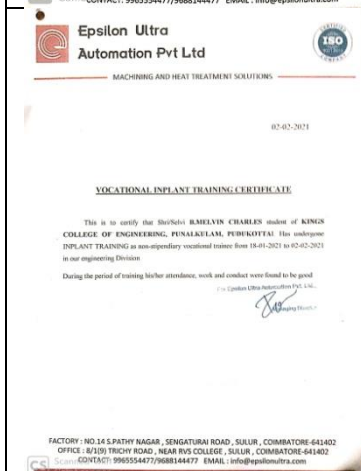 CONTACT: 9965554477/9688144477 EMAIL : info@epsilonultra.com
Epsilon Ultra
Automation Pvt Ltd
ISO
MACHINING AND HEAT TREATMENT SOLUTIONS
02-02-2021
VOCATIONAL INPLANT TRAINING CERTIFICATE
This is to certify that Shri/Selvi R.MELVIN CHARLES student of KINGS
COLLEGE OF ENGINEERING, PUNALKULAM, PUDUKOTTAI. Has undergone
INPLANT TRAINING as non-stipendiary vocational trainee from 18-01-2021 to 02-02-2021
in our engineering Division
During the period of training his/her attendance, work and conduct were found to be good
For Epsilon Ultra Automation Pvt. Ltd.,
FACTORY : NO.14 S.PATHY NAGAR , SENGATURAI ROAD , SULUR , COIMBATORE-641402
OFFICE : 8/1(9) TRICHY ROAD , NEAR RVS COLLEGE , SULUR , COIMBATORE-641402
CS
CONTACT: 9965554477/9688144477 EMAIL : info@epsilonultra.com